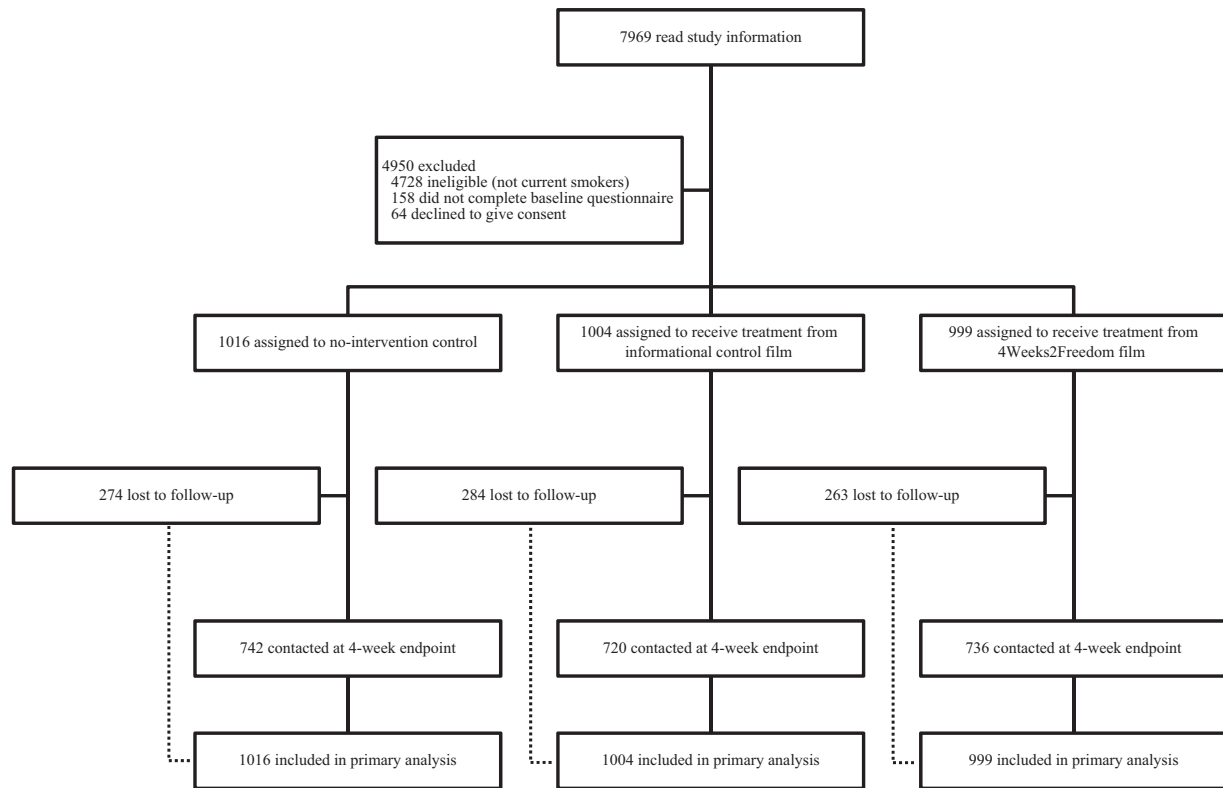 7969 read study information
4950 excluded
4728 ineligible (not current smokers)
158 did not complete baseline questionnaire
64 declined to give consent
1016 assigned to no-intervention control
1004 assigned to receive treatment from
informational control film
999 assigned to receive treatment from
4Weeks2Freedom film
274 lost to follow-up
284 lost to follow-up
263 lost to follow-up
742 contacted at 4-week endpoint
720 contacted at 4-week endpoint
736 contacted at 4-week endpoint
1016 included in primary analysis
1004 included in primary analysis
999 included in primary analysis